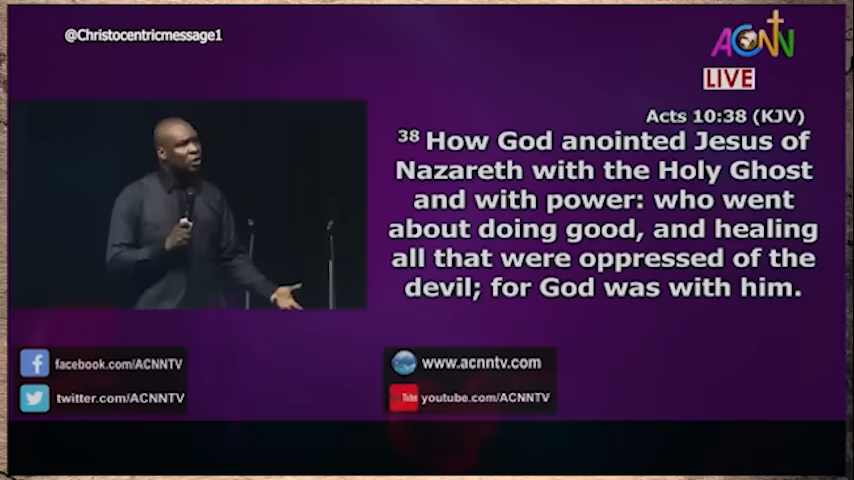 @Christocentricmessage1
ACNN
LIVE
Acts 10:38 (KJV)
38 How God anointed Jesus of
Nazareth with the Holy Ghost
and with power: who went
about doing good, and healing
all that were oppressed of the
devil; for God was with him.
facebook.com/ACNNTV
www.acnntv.com
twitter.com/ACNNTV
Tube youtube.com/ACNNTV